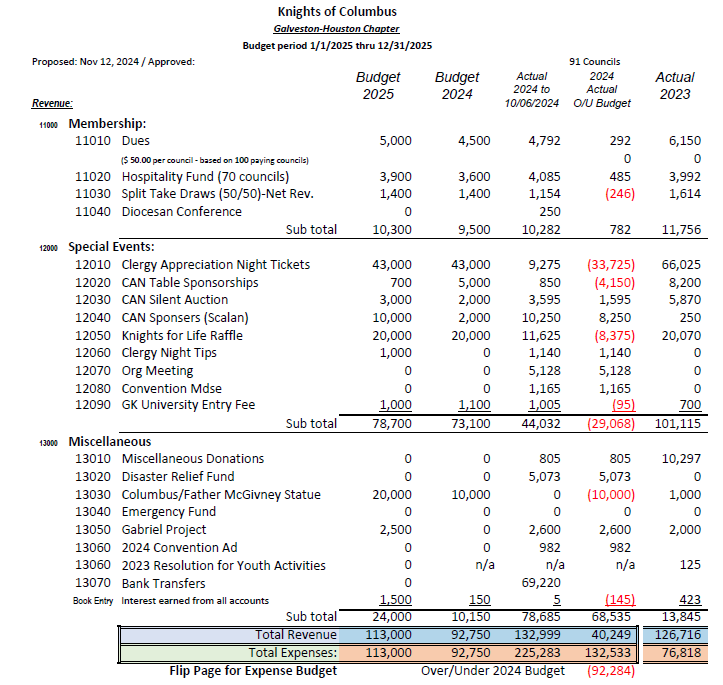 Knights of Columbus
Galveston-Houston Chapter
Budget period 1/1/2025 thru 12/31/2025
Proposed: Nov 12, 2024 / Approved: 91 Councils
Budget Budget Actual 2024 Actual
2025 2024 2024 to Actual 2023
Revenue: 10/06/2024 O/U Budget
11000 Membership:
11010 Dues 5,000 4,500 4,792 292 6,150
($ 50.00 per council - based on 100 paying councils) 0 0
11020 Hospitality Fund (70 councils) 3,900 3,600 4,085 485 3,992
11030 Split Take Draws (50/50)-Net Rev. 1,400 1,400 1,154 (246) 1,614
11040 Diocesan Conference 0 250
Sub total 10,300 9,500 10,282 782 11,756
12000 Special Events:
12010 Clergy Appreciation Night Tickets 43,000 43,000 9,275 (33,725) 66,025
12020 CAN Table Sponsorships 700 5,000 850 (4,150) 8,200
12030 CAN Silent Auction 3,000 2,000 3,595 1,595 5,870
12040 CAN Sponsers (Scalan) 10,000 2,000 10,250 8,250 250
12050 Knights for Life Raffle 20,000 20,000 11,625 (8,375) 20,070
12060 Clergy Night Tips 1,000 0 1,140 1,140 0
12070 Org Meeting 0 0 5,128 5,128 0
12080 Convention Mdse 0 0 1,165 1,165 0
12090 GK University Entry Fee 1,000 1,100 1,005 (95) 700
Sub total 78,700 73,100 44,032 (29,068) 101,115
13000 Miscellaneous
13010 Miscellaneous Donations 0 0 805 805 10,297
13020 Disaster Relief Fund 0 0 5,073 5,073 0
13030 Columbus/Father McGivney Statue 20,000 10,000 0 (10,000) 1,000
13040 Emergency Fund 0 0 0 0 0
13050 Gabriel Project 2,500 0 2,600 2,600 2,000
13060 2024 Convention Ad 0 0 982 982
13060 2023 Resolution for Youth Activities 0 n/a n/a n/a 125
13070 Bank Transfers 0 69,220
Book Entry Interest earned from all accounts 1,500 150 5 (145) 423
Sub total 24,000 10,150 78,685 68,535 13,845
Total Revenue 113,000 92,750 132,999 40,249 126,716
Total Expenses: 113,000 92,750 225,283 132,533 76,818
Flip Page for Expense Budget Over/Under 2024 Budget (92,284)